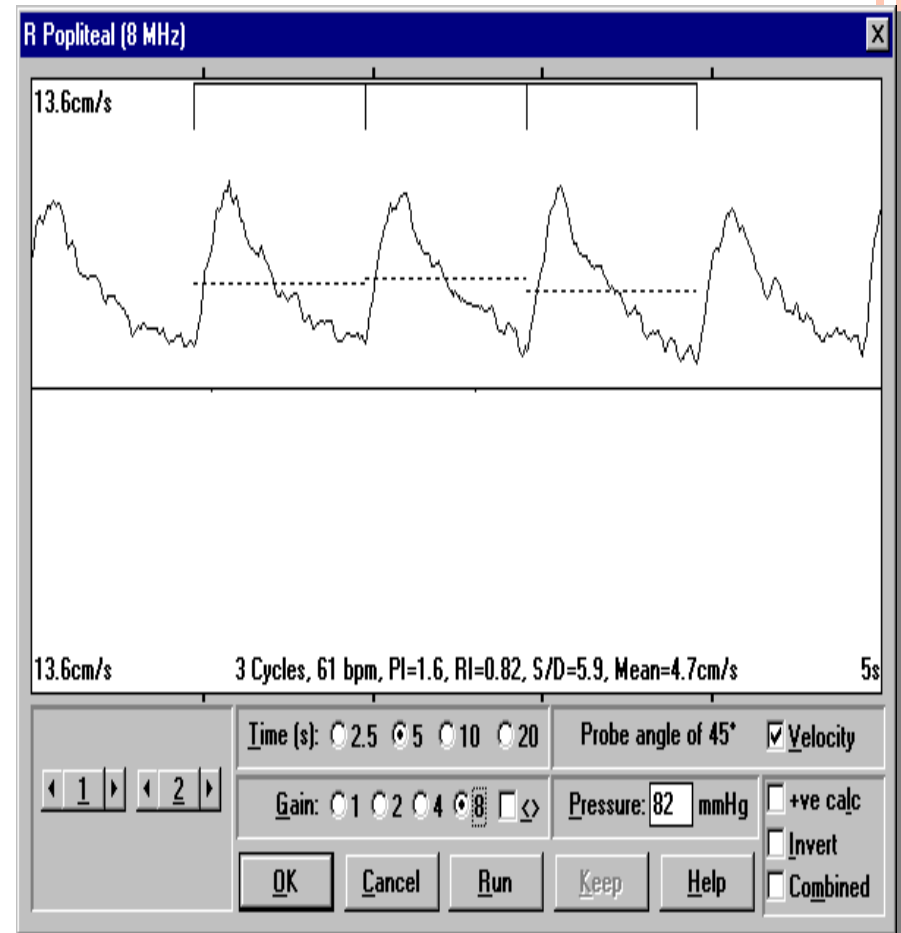 R Popliteal (8 MHz)
X
13.6cm/s
13.6cm/s 3 Cycles, 61 bpm, PI=1.6, RI=0.82, S/D=5.9, Mean=4.7cm/s 5s
Time (s): 2.5 5 10 20 Probe angle of 45° Velocity
1 2 Gain: 1 2 4 8 <> Pressure: 82 mmHg +ve calc
Invert
OK Cancel Run Keep Help Combined